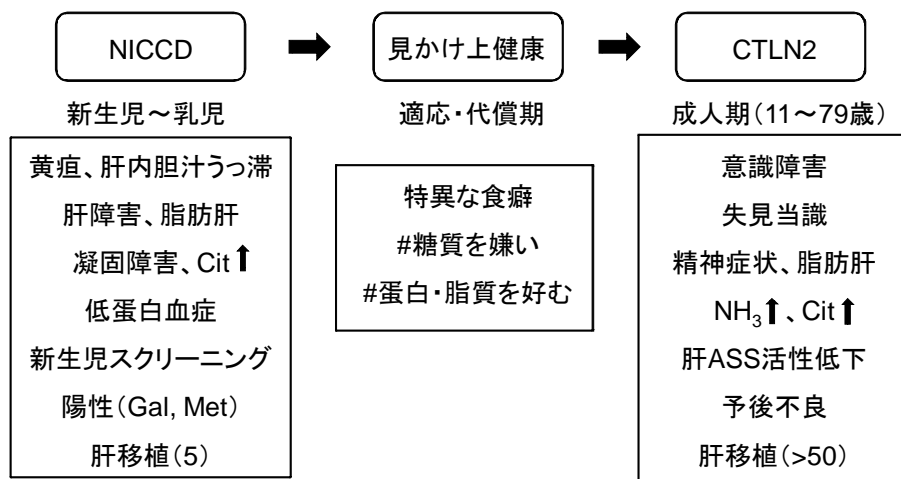 NICCD
新生児～乳児
黄疸、肝内胆汁うっ滞
肝障害、脂肪肝
凝固障害、Cit⬆
低蛋白血症
新生児スクリーニング
陽性(Gal, Met)
肝移植(5)
見かけ上健康
適応・代償期
特異な食癖
#糖質を嫌い
#蛋白・脂質を好む
CTLN2
成人期(11～79歳)
意識障害
失見当識
精神症状、脂肪肝
NH₃⬆、Cit⬆
肝ASS活性低下
予後不良
肝移植(>50)